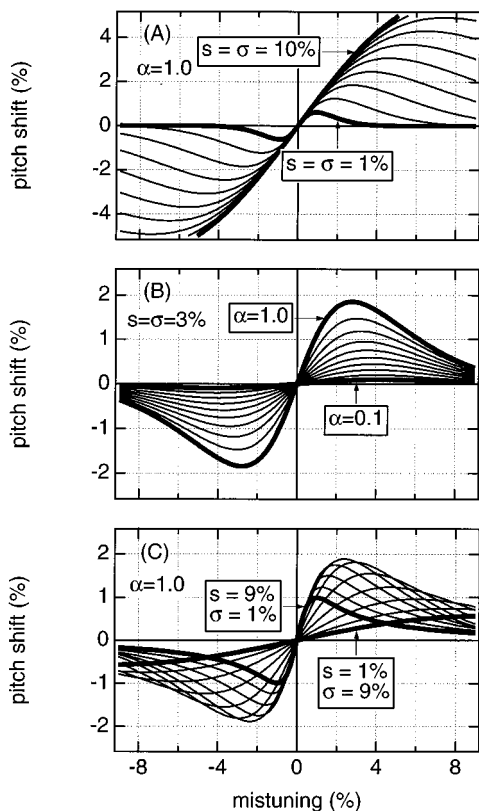 (A)
α=1.0
s = σ = 10%
s = σ = 1%
pitch shift (%)
4
2
0
-2
-4
(B)
s=σ=3%
α=1.0
α=0.1
pitch shift (%)
2
1
0
-1
-2
(C)
α=1.0
s = 9%
σ = 1%
s = 1%
σ = 9%
pitch shift (%)
2
1
0
-1
-2
-8 -4 0 4 8
mistuning (%)